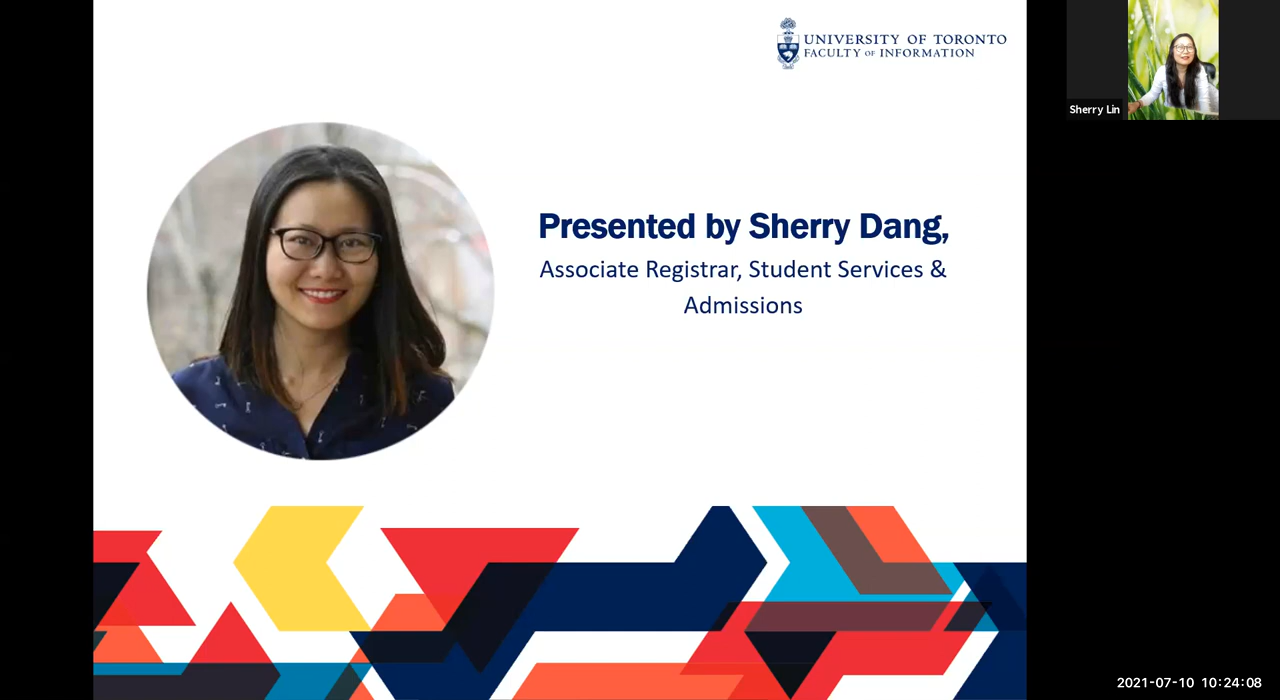 UNIVERSITY OF TORONTO
FACULTY OF INFORMATION
Sherry Lin
Presented by Sherry Dang,
Associate Registrar, Student Services &
Admissions
2021-07-10 10:24:08